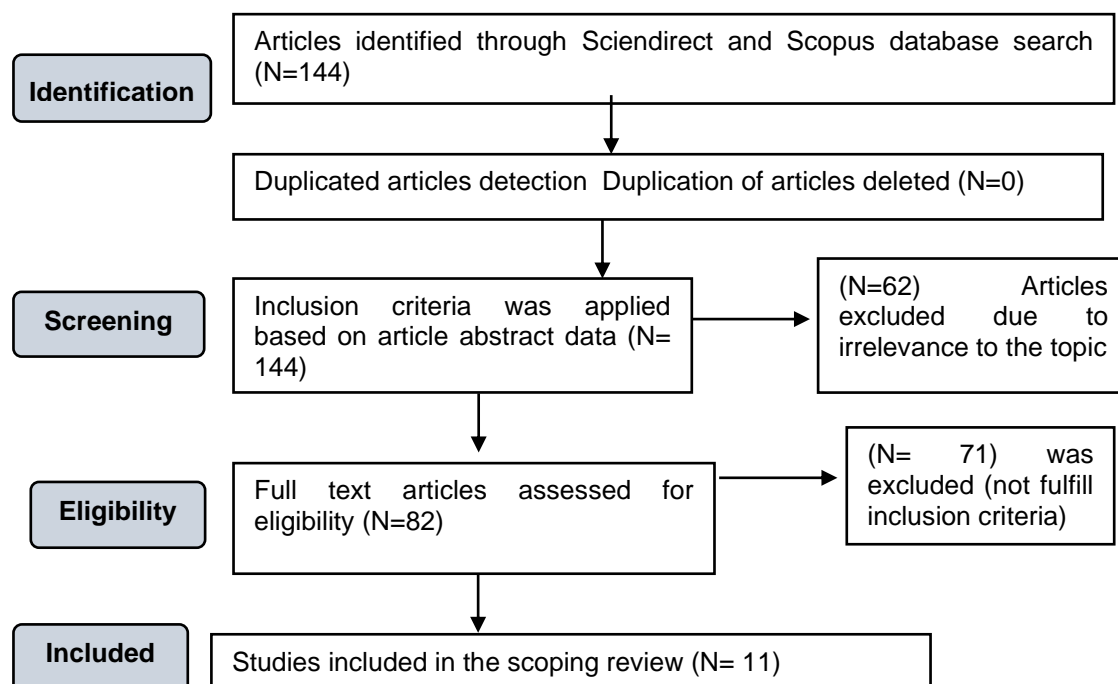 Articles identified through Sciendirect and Scopus database search
(N=144)
Identification
Duplicated articles detection Duplication of articles deleted (N=0)
Screening
Inclusion criteria was applied
based on article abstract data (N=
144)
(N=62) Articles
excluded due to
irrelevance to the topic
Eligibility
Full text articles assessed for
eligibility (N=82)
(N= 71) was
excluded (not fulfill
inclusion criteria)
Included
Studies included in the scoping review (N= 11)